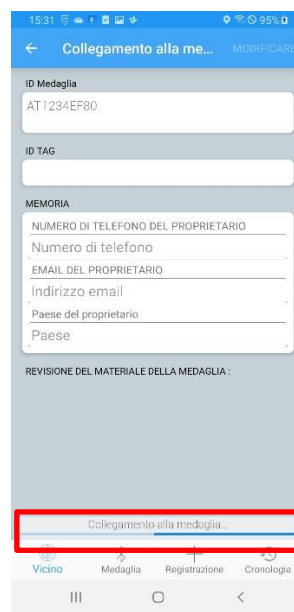 15:31 95%
Collegamento alla me... MODIFICARE
ID Medaglia
AT1234EF80
ID TAG
MEMORIA
NUMERO DI TELEFONO DEL PROPRIETARIO
Numero di telefono
EMAIL DEL PROPRIETARIO
Indirizzo email
Paese del proprietario
Paese
REVISIONE DEL MATERIALE DELLA MEDAGLIA :
Collegamento alla medaglia...
Vicino Medaglia Registrazione Cronologia